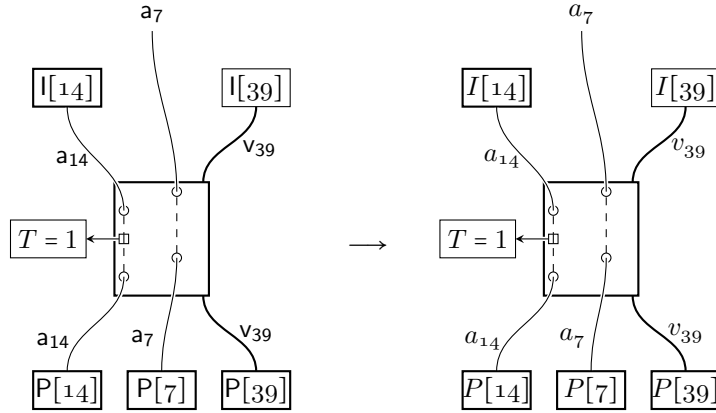 a₇ a₇
I[14] I[39] I[14] I[39]
a₁₄ v₃₉ a₁₄ v₃₉
T = 1 → T = 1
a₁₄ a₇ v₃₉ a₁₄ a₇ v₃₉
P[14] P[7] P[39] P[14] P[7] P[39]